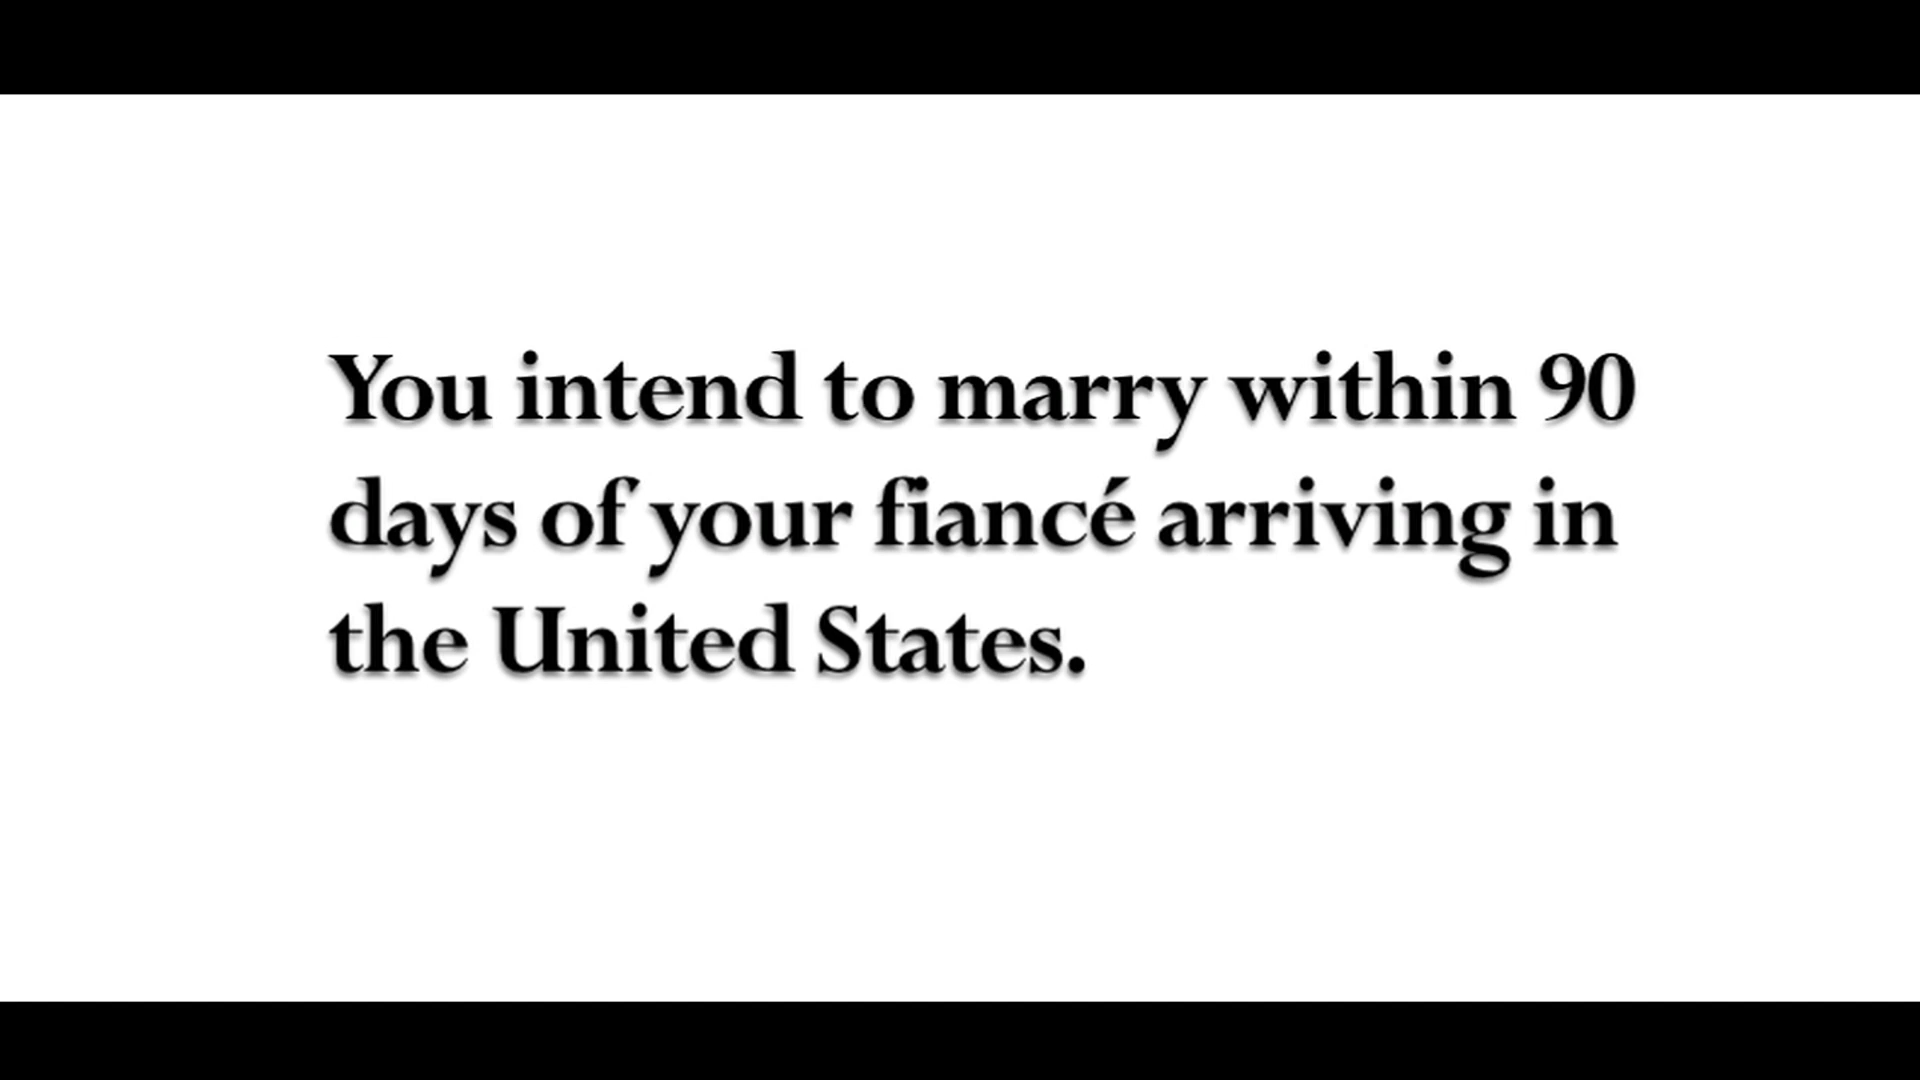 You intend to marry within 90
days of your fiancé arriving in
the United States.